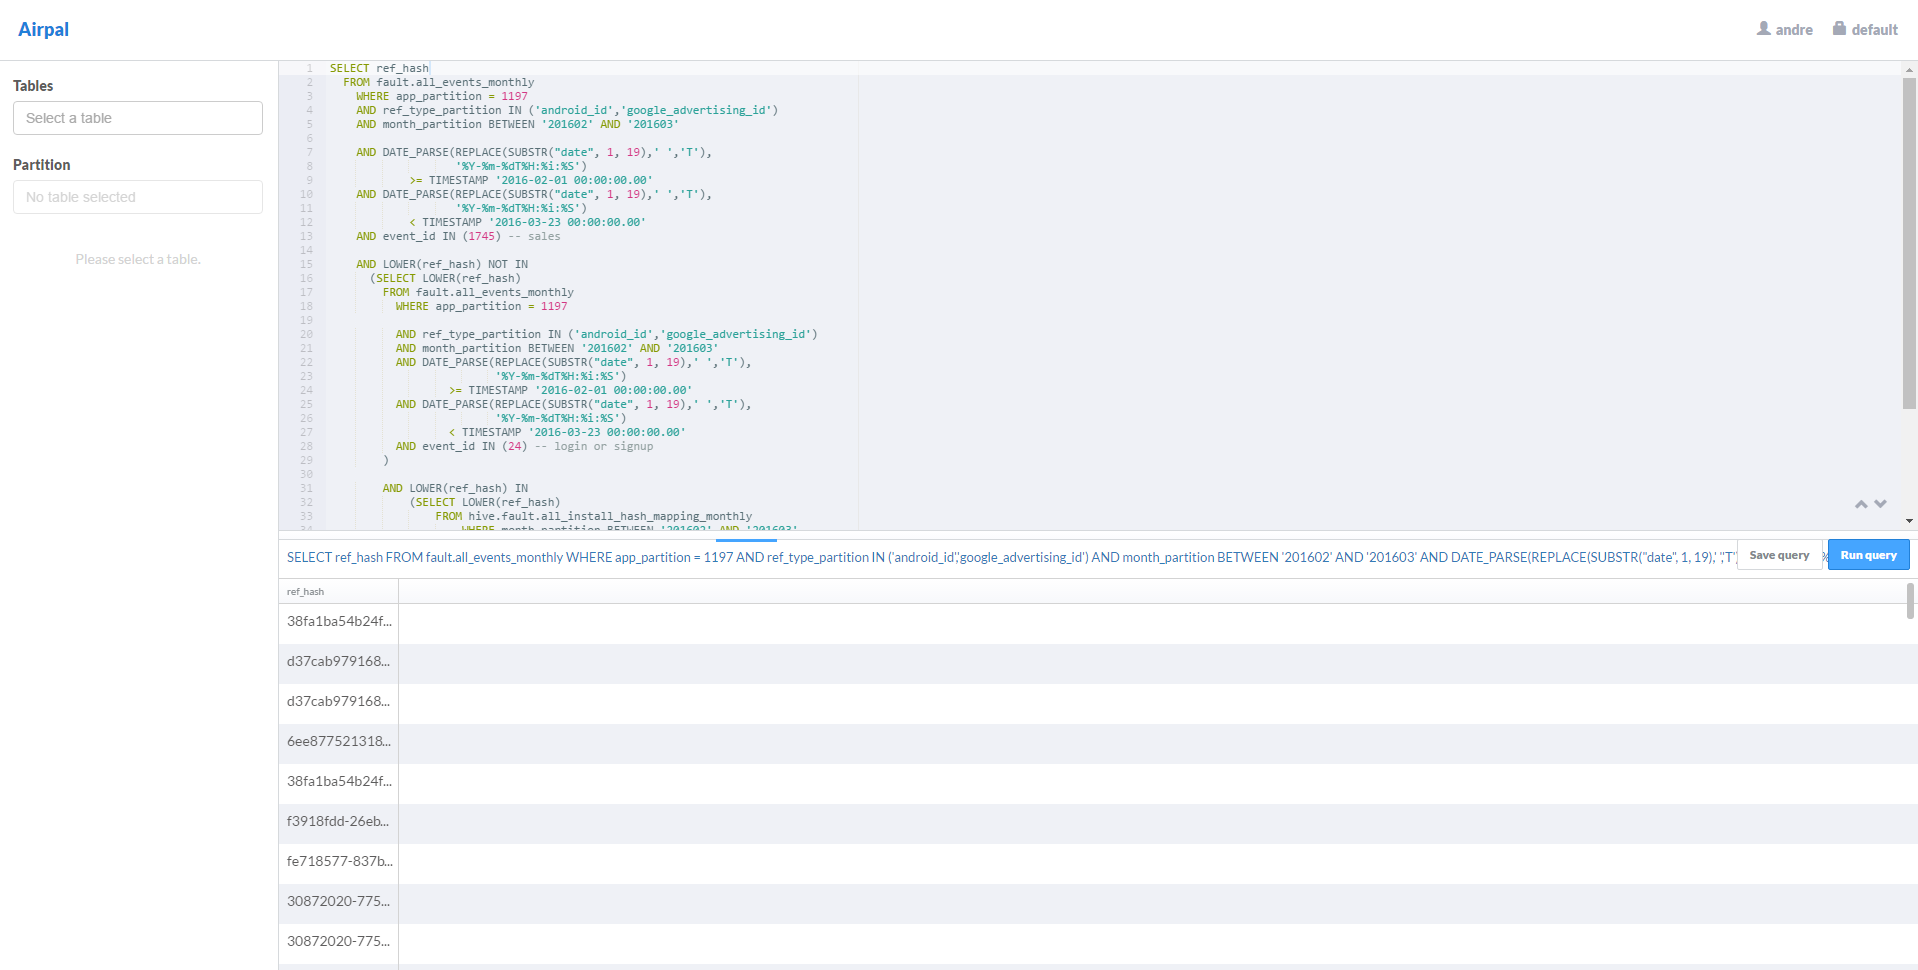 Airpal
andre default
Tables
Select a table
Partition
No table selected
Please select a table.
1 SELECT ref_hash
2 FROM fault.all_events_monthly
3 WHERE app_partition = 1197
4 AND ref_type_partition IN ('android_id','google_advertising_id')
5 AND month_partition BETWEEN '201602' AND '201603'
6
7 AND DATE_PARSE(REPLACE(SUBSTR("date", 1, 19),' ','T'),
8 '%Y-%m-%dT%H:%i:%S')
9 >= TIMESTAMP '2016-02-01 00:00:00.00'
10 AND DATE_PARSE(REPLACE(SUBSTR("date", 1, 19),' ','T'),
11 '%Y-%m-%dT%H:%i:%S')
12 < TIMESTAMP '2016-03-23 00:00:00.00'
13 AND event_id IN (1745) -- sales
14
15 AND LOWER(ref_hash) NOT IN
16 (SELECT LOWER(ref_hash)
17 FROM fault.all_events_monthly
18 WHERE app_partition = 1197
19
20 AND ref_type_partition IN ('android_id','google_advertising_id')
21 AND month_partition BETWEEN '201602' AND '201603'
22 AND DATE_PARSE(REPLACE(SUBSTR("date", 1, 19),' ','T'),
23 '%Y-%m-%dT%H:%i:%S')
24 >= TIMESTAMP '2016-02-01 00:00:00.00'
25 AND DATE_PARSE(REPLACE(SUBSTR("date", 1, 19),' ','T'),
26 '%Y-%m-%dT%H:%i:%S')
27 < TIMESTAMP '2016-03-23 00:00:00.00'
28 AND event_id IN (24) -- login or signup
29 )
30
31 AND LOWER(ref_hash) IN
32 (SELECT LOWER(ref_hash)
33 FROM hive.fault.all_install_hash_mapping_monthly
34 WHERE month_partition BETWEEN '201602' AND '201603'
SELECT ref_hash FROM fault.all_events_monthly WHERE app_partition = 1197 AND ref_type_partition IN ('android_id','google_advertising_id') AND month_partition BETWEEN '201602' AND '201603' AND DATE_PARSE(REPLACE(SUBSTR("date", 1, 19),' ','T' Save query Run query
ref_hash
38fa1ba54b24f...
d37cab979168...
d37cab979168...
6ee877521318...
38fa1ba54b24f...
f3918fdd-26eb...
fe718577-837b...
30872020-775...
30872020-775...